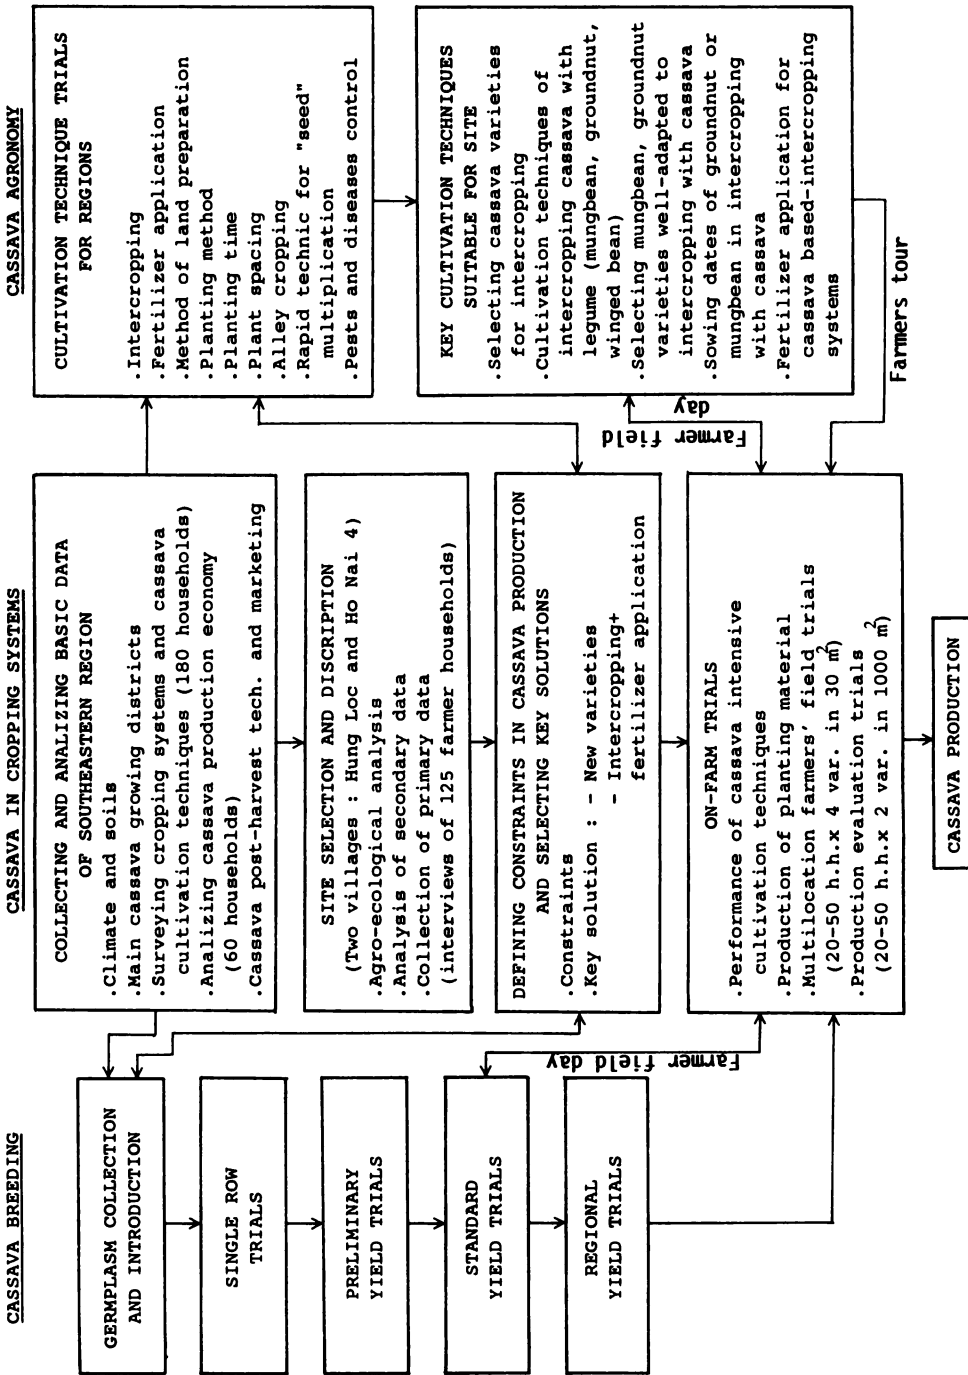 CASSAVA BREEDING
GERMPLASM COLLECTION
AND INTRODUCTION
SINGLE ROW
TRIALS
PRELIMINARY
YIELD TRIALS
STANDARD
YIELD TRIALS
REGIONAL
YIELD TRIALS
CASSAVA IN CROPPING SYSTEMS
COLLECTING AND ANALIZING BASIC DATA
OF SOUTHEASTERN REGION
.Climate and soils
.Main cassava growing districts
.Surveying cropping systems and cassava
cultivation techniques (180 households)
.Analizing cassava production economy
(60 households)
.Cassava post-harvest tech. and marketing
SITE SELECTION AND DISCRIPTION
(Two villages : Hung Loc and Ho Nai 4)
.Agro-ecological analysis
.Analysis of secondary data
.Collection of primary data
(interviews of 125 farmer households)
DEFINING CONSTRAINTS IN CASSAVA PRODUCTION
AND SELECTING KEY SOLUTIONS
.Constraints
.Key solution : - New varieties
- Intercropping+
fertilizer application
Farmer field day
ON-FARM TRIALS
.Performance of cassava intensive
cultivation techniques
.Production of planting material
.Multilocation farmers' field trials
(20-50 h.h.x 4 var. in 30 m²)
.Production evaluation trials
(20-50 h.h.x 2 var. in 1000 m²)
CASSAVA PRODUCTION
CASSAVA AGRONOMY
CULTIVATION TECHNIQUE TRIALS
FOR REGIONS
.Intercropping
.Fertilizer application
.Method of land preparation
.Planting method
.Planting time
.Plant spacing
.Alley cropping
.Rapid technic for "seed"
multiplication
.Pests and diseases control
KEY CULTIVATION TECHNIQUES
SUITABLE FOR SITE
.Selecting cassava varieties
for intercropping
.Cultivation techniques of
intercropping cassava with
legume (mungbean, groundnut,
winged bean)
.Selecting mungbean, groundnut
varieties well-adapted to
intercropping with cassava
.Sowing dates of groundnut or
mungbean in intercropping
with cassava
.Fertilizer application for
cassava based-intercropping
systems
Farmer field
day
Farmers tour